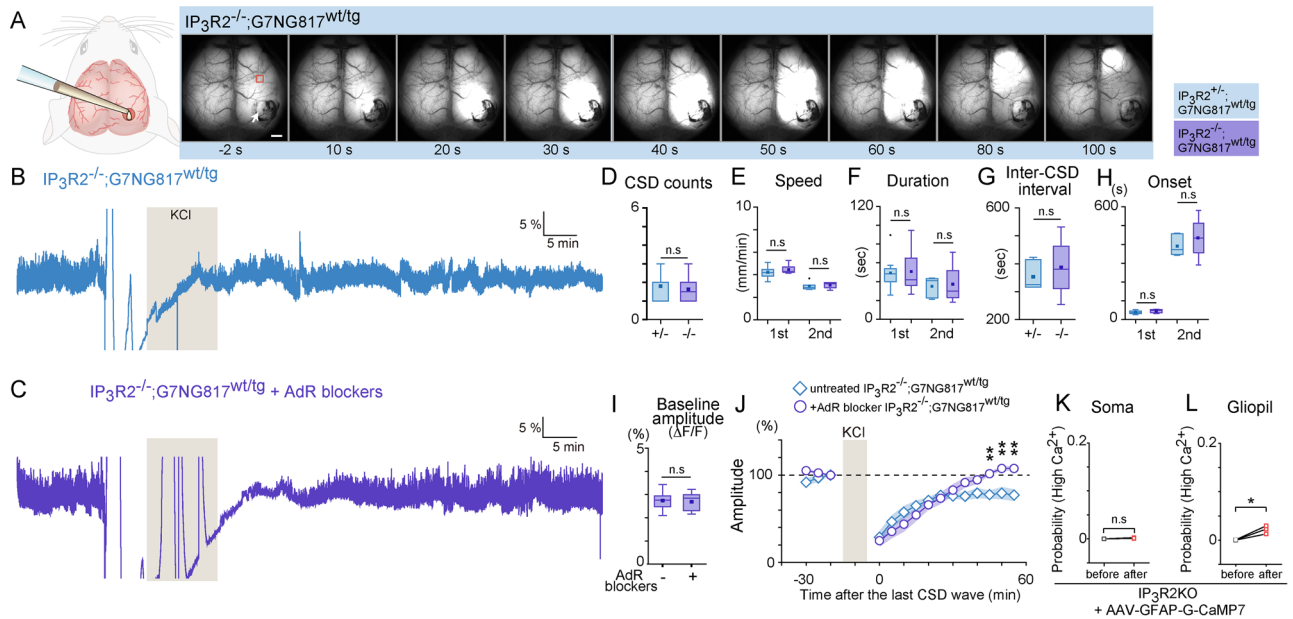 A
IP3R2-/-;G7NG817wt/tg
-2 s 10 s 20 s 30 s 40 s 50 s 60 s 80 s 100 s
IP3R2+/-;
G7NG817wt/tg
IP3R2-/-;
G7NG817wt/tg
B
IP3R2-/-;G7NG817wt/tg
KCl
5 %
5 min
C
IP3R2-/-;G7NG817wt/tg + AdR blockers
5 %
5 min
D
CSD counts
6
4
2
0
n.s
+/- -/-
E
Speed
(mm/min)
10
5
0
n.s
n.s
1st 2nd
F
Duration
(sec)
120
60
0
n.s
n.s
1st 2nd
G
Inter-CSD
interval
(sec)
600
400
200
n.s
+/- -/-
H
(s)
Onset
600
0
n.s
n.s
1st 2nd
I
Baseline
amplitude
(ΔF/F)
(%)
5
3
0
n.s
AdR
blockers
- +
J
untreated IP3R2-/-;G7NG817wt/tg
+AdR blocker IP3R2-/-;G7NG817wt/tg
(%)
KCl
** ** **
100
Amplitude
0
-30 0 30 60
Time after the last CSD wave (min)
K
Soma
Probability (High Ca2+)
0.2
0
n.s
before after
L
Gliopil
Probability (High Ca2+)
0.2
0
*
before after
IP3R2KO
+ AAV-GFAP-G-CaMP7